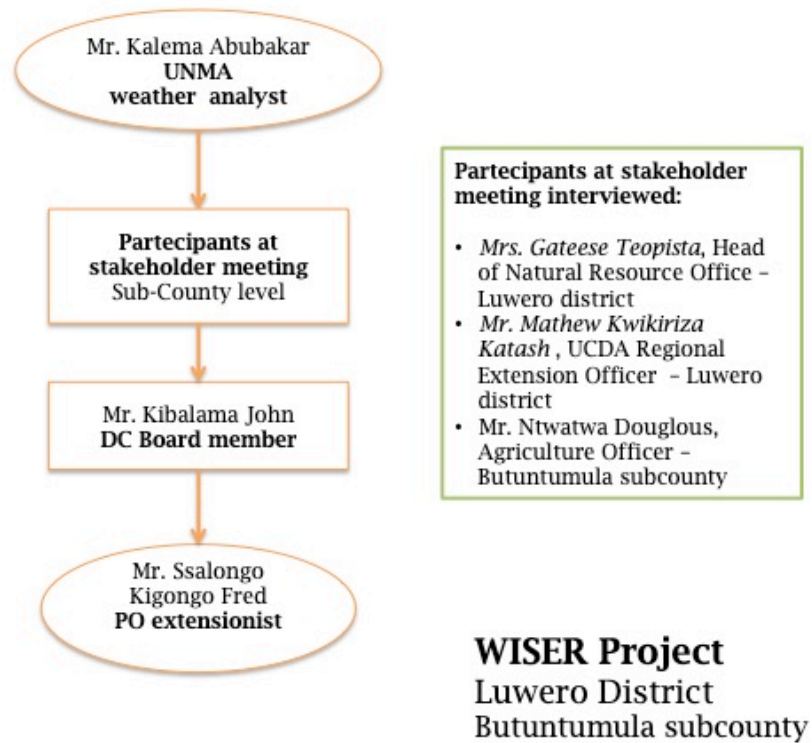 Mr. Kalema Abubakar
UNMA
weather analyst
Partecipants at
stakeholder meeting
Sub-County level
Mr. Kibalama John
DC Board member
Mr. Ssalongo
Kigongo Fred
PO extensionist
Partecipants at stakeholder
meeting interviewed:
• Mrs. Gateese Teopista, Head
of Natural Resource Office –
Luwero district
• Mr. Mathew Kwikiriza
Katash , UCDA Regional
Extension Officer – Luwero
district
• Mr. Ntwatwa Douglous,
Agriculture Officer –
Butuntumula subcounty
WISER Project
Luwero District
Butuntumula subcounty